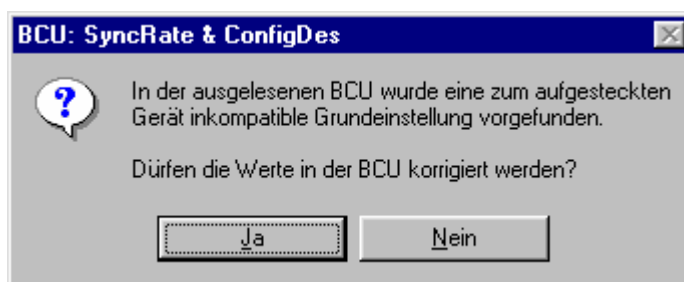 BCU: SyncRate & ConfigDes
?
In der ausgelesenen BCU wurde eine zum aufgesteckten
Gerät inkompatible Grundeinstellung vorgefunden.
Dürfen die Werte in der BCU korrigiert werden?
Ja
Nein